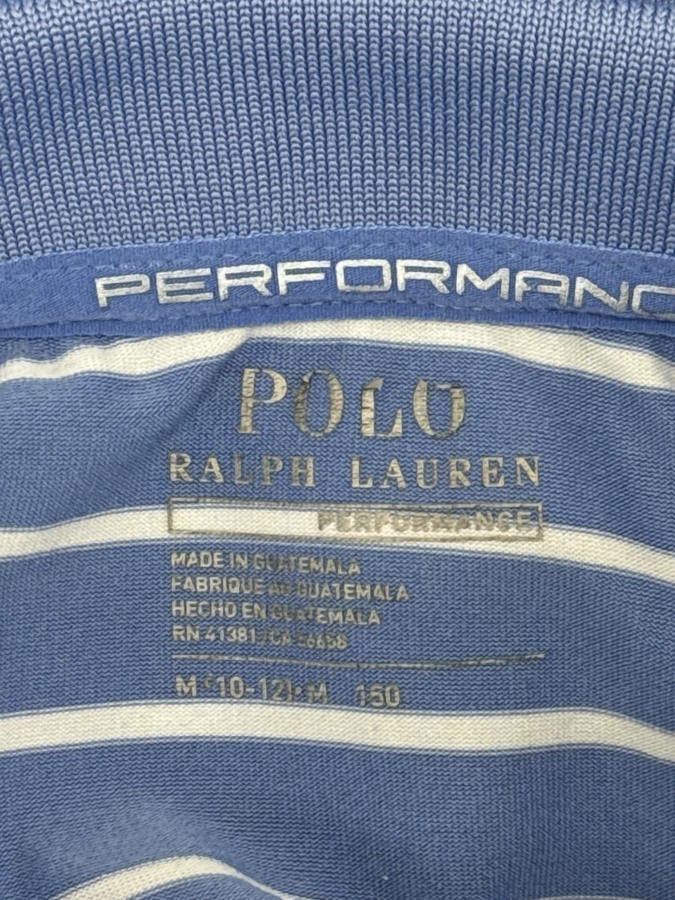 PERFORMANC
POLO
RALPH LAUREN
PERFORMANCE
MADE IN GUATEMALA
FABRIQUE AU GUATEMALA
HECHO EN GUATEMALA
RN 41381/CA 56658
M (10-12)·M 150